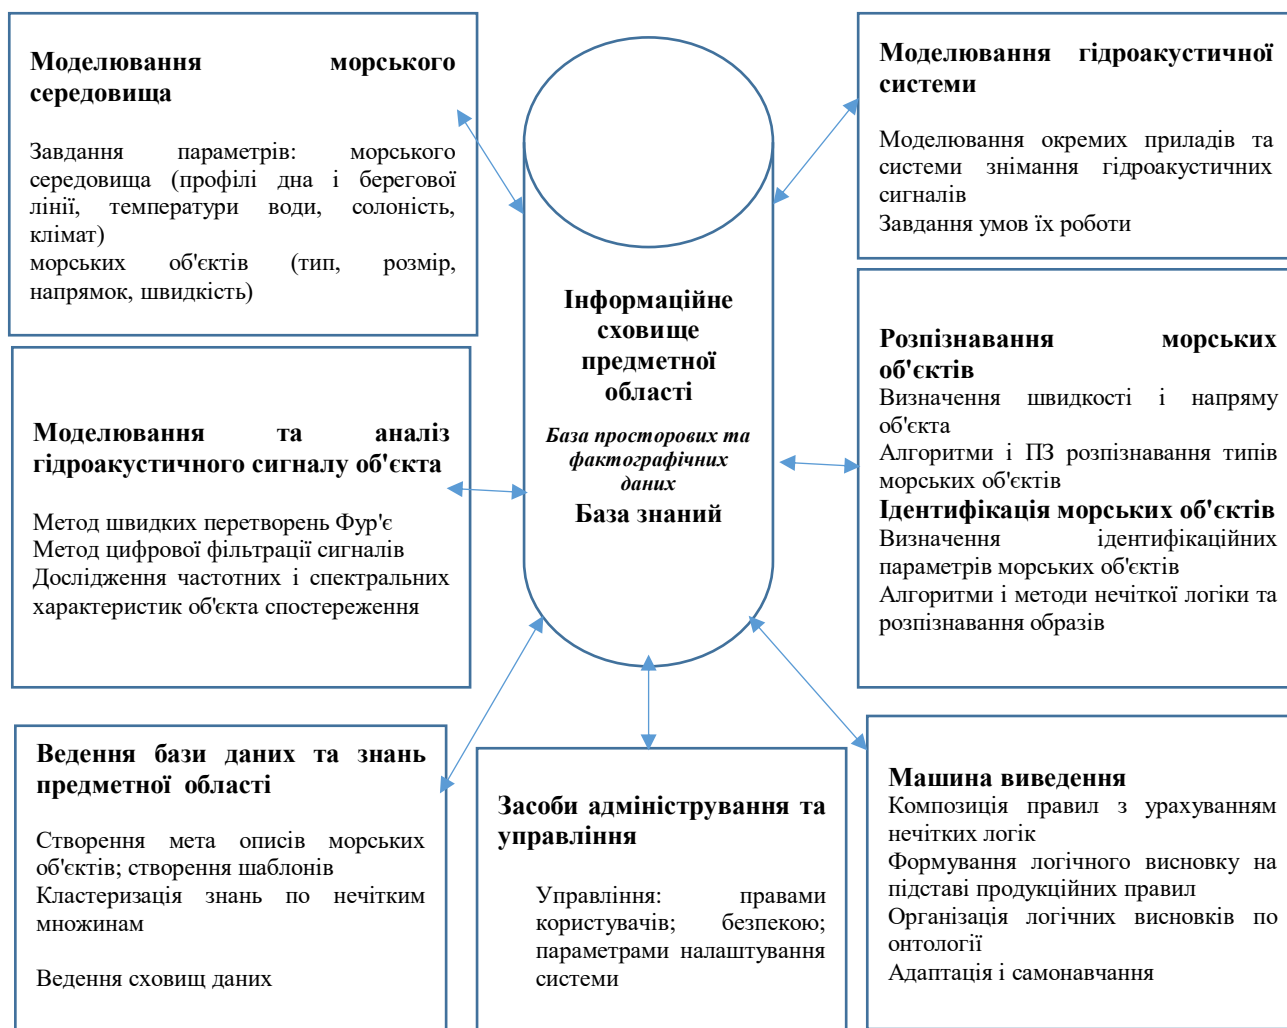 Моделювання морського
середовища
Завдання параметрів: морського
середовища (профілі дна і берегової
лінії, температури води, солоність,
клімат)
морських об'єктів (тип, розмір,
напрямок, швидкість)
Моделювання та аналіз
гідроакустичного сигналу об'єкта
Метод швидких перетворень Фур'є
Метод цифрової фільтрації сигналів
Дослідження частотних і спектральних
характеристик об'єкта спостереження
Ведення бази даних та знань
предметної області
Створення мета описів морських
об'єктів; створення шаблонів
Кластеризація знань по нечітким
множинам
Ведення сховищ даних
Інформаційне
сховище
предметної
області
База просторових та
фактографічних
даних
База знаний
Засоби адміністрування та
управління
Управління: правами
користувачів; безпекою;
параметрами налаштування
системи
Моделювання гідроакустичної
системи
Моделювання окремих приладів та
системи знімання гідроакустичних
сигналів
Завдання умов їх роботи
Розпізнавання морських
об'єктів
Визначення швидкості і напряму
об'єкта
Алгоритми і ПЗ розпізнавання типів
морських об'єктів
Ідентифікація морських об'єктів
Визначення ідентифікаційних
параметрів морських об'єктів
Алгоритми і методи нечіткої логіки та
розпізнавання образів
Машина виведення
Композиція правил з урахуванням
нечітких логік
Формування логічного висновку на
підставі продукційних правил
Організація логічних висновків по
онтології
Адаптація і самонавчання